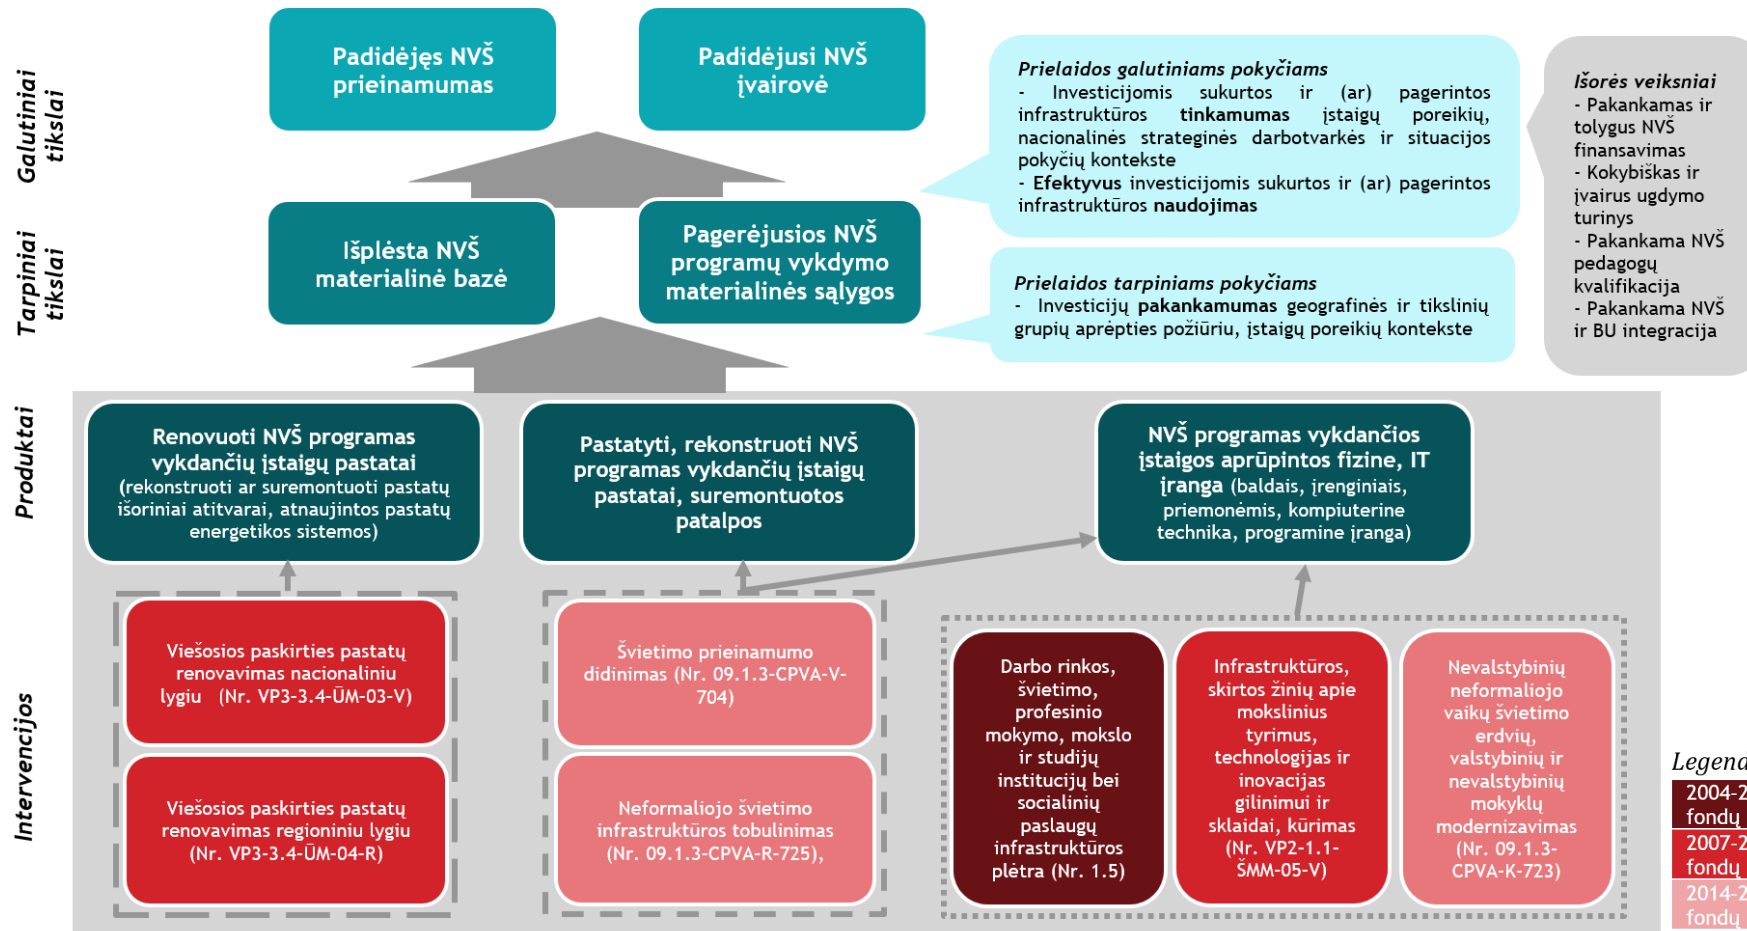 Galutiniai
tikslai
Padidėjęs NVŠ
prieinamumas
Padidėjusi NVŠ
įvairovė
Prielaidos galutiniams pokyčiams
- Investicijomis sukurtos ir (ar) pagerintos
infrastruktūros tinkamumas įstaigų poreikių,
nacionalinės strateginės darbotvarkės ir situacijos
pokyčių kontekste
- Efektyvus investicijomis sukurtos ir (ar) pagerintos
infrastruktūros naudojimas
Išorės veiksniai
- Pakankamas ir
tolygus NVŠ
finansavimas
- Kokybiškas ir
įvairus ugdymo
turinys
- Pakankama NVŠ
pedagogų
kvalifikacija
- Pakankama NVŠ
ir BU integracija
Tarpiniai
tikslai
Išplėsta NVŠ
materialinė bazė
Pagerėjusios NVŠ
programų vykdymo
materialinės sąlygos
Prielaidos tarpiniams pokyčiams
- Investicijų pakankamumas geografinės ir tikslinių
grupių aprėpties požiūriu, įstaigų poreikių kontekste
Produktai
Renovuoti NVŠ programas
vykdančių įstaigų pastatai
(rekonstruoti ar suremontuoti pastatų
išoriniai atitvarai, atnaujintos pastatų
energetikos sistemos)
Pastatyti, rekonstruoti NVŠ
programas vykdančių įstaigų
pastatai, suremontuotos
patalpos
NVŠ programas vykdančios
įstaigos aprūpintos fizine, IT
įranga (baldais, įrenginiais,
priemonėmis, kompiuterine
technika, programine įranga)
Intervencijos
Viešosios paskirties pastatų
renovavimas nacionaliniu
lygiu (Nr. VP3-3.4-ŪM-03-V)
Viešosios paskirties pastatų
renovavimas regioniniu lygiu
(Nr. VP3-3.4-ŪM-04-R)
Švietimo prieinamumo
didinimas (Nr. 09.1.3-CPVA-V-
704)
Neformaliojo švietimo
infrastruktūros tobulinimas
(Nr. 09.1.3-CPVA-R-725),
Darbo rinkos,
švietimo,
profesinio
mokymo, mokslo
ir studijų
institucijų bei
socialinių
paslaugų
infrastruktūros
plėtra (Nr. 1.5)
Infrastruktūros,
skirtos žinių apie
mokslinius
tyrimus,
technologijas ir
inovacijas
gilinimui ir
sklaidai, kūrimas
(Nr. VP2-1.1-
ŠMM-05-V)
Nevalstybinių
neformaliojo
vaikų švietimo
erdvių,
valstybinių ir
nevalstybinių
mokyklų
modernizavimas
(Nr. 09.1.3-
CPVA-K-723)
Legend
2004-2
fondų
2007-2
fondų
2014-2
fondų